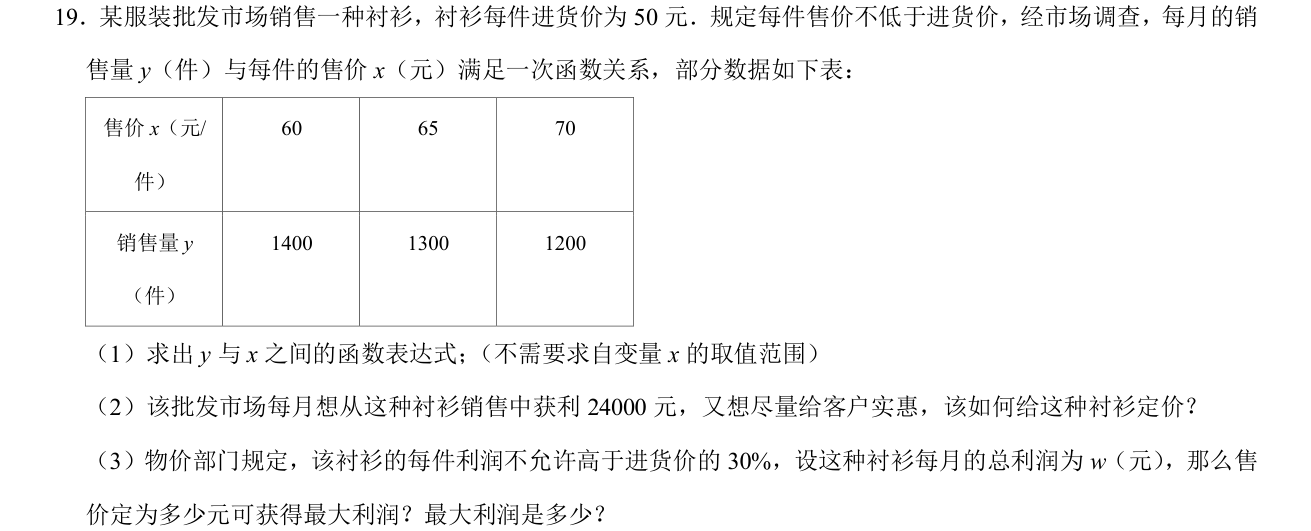 19．某服装批发市场销售一种衬衫，衬衫每件进货价为 50 元．规定每件售价不低于进货价，经市场调查，每月的销
售量 y（件）与每件的售价 x（元）满足一次函数关系，部分数据如下表：
售价 x（元/
件）
60
65
70
销售量 y
（件）
1400
1300
1200
（1）求出 y 与 x 之间的函数表达式；（不需要求自变量 x 的取值范围）
（2）该批发市场每月想从这种衬衫销售中获利 24000 元，又想尽量给客户实惠，该如何给这种衬衫定价？
（3）物价部门规定，该衬衫的每件利润不允许高于进货价的 30%，设这种衬衫每月的总利润为 w（元），那么售
价定为多少元可获得最大利润？最大利润是多少？